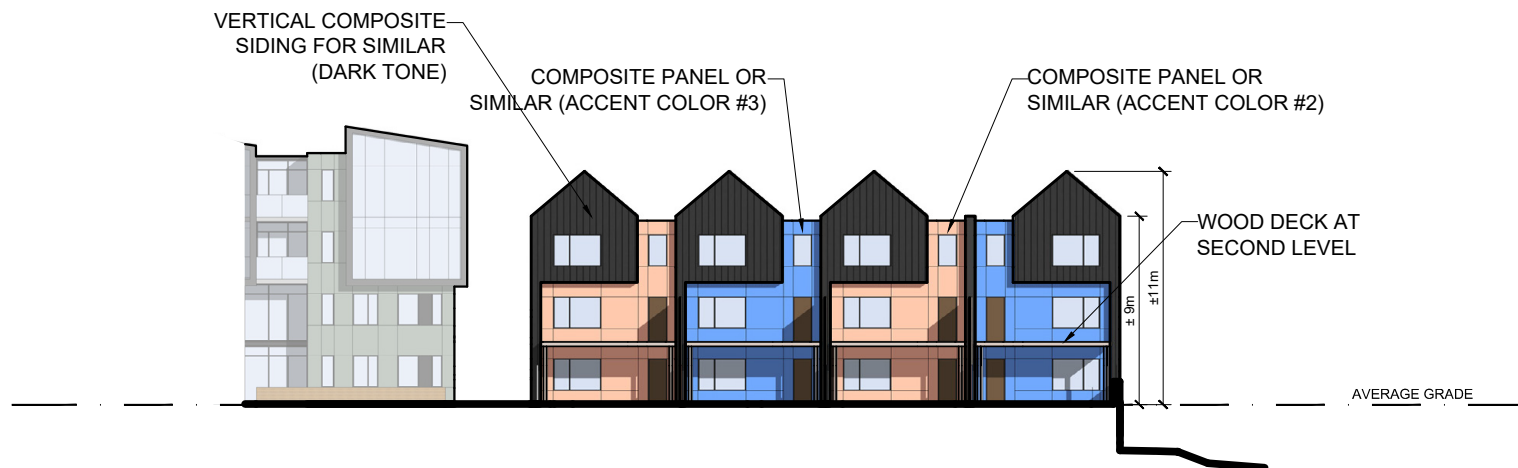 VERTICAL COMPOSITE
SIDING FOR SIMILAR
(DARK TONE)
COMPOSITE PANEL OR
SIMILAR (ACCENT COLOR #3)
COMPOSITE PANEL OR
SIMILAR (ACCENT COLOR #2)
WOOD DECK AT
SECOND LEVEL
± 9m
±11m
AVERAGE GRADE